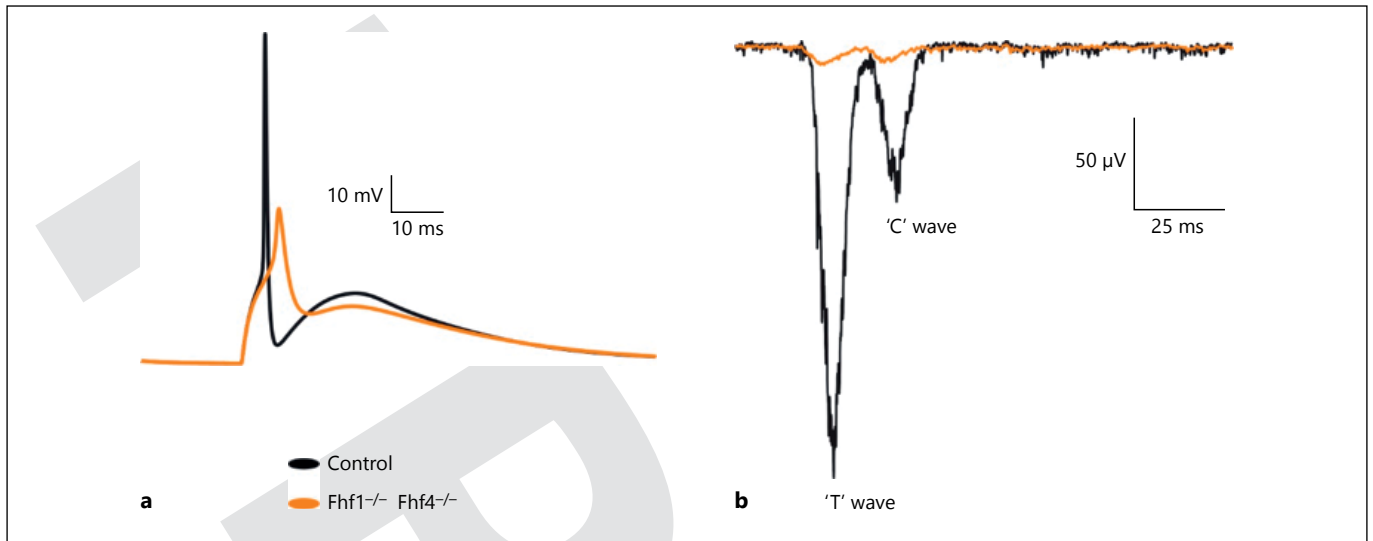 10 mV
10 ms
Control
Fhf1–/– Fhf4–/–
a
50 µV
25 ms
'C' wave
'T' wave
b